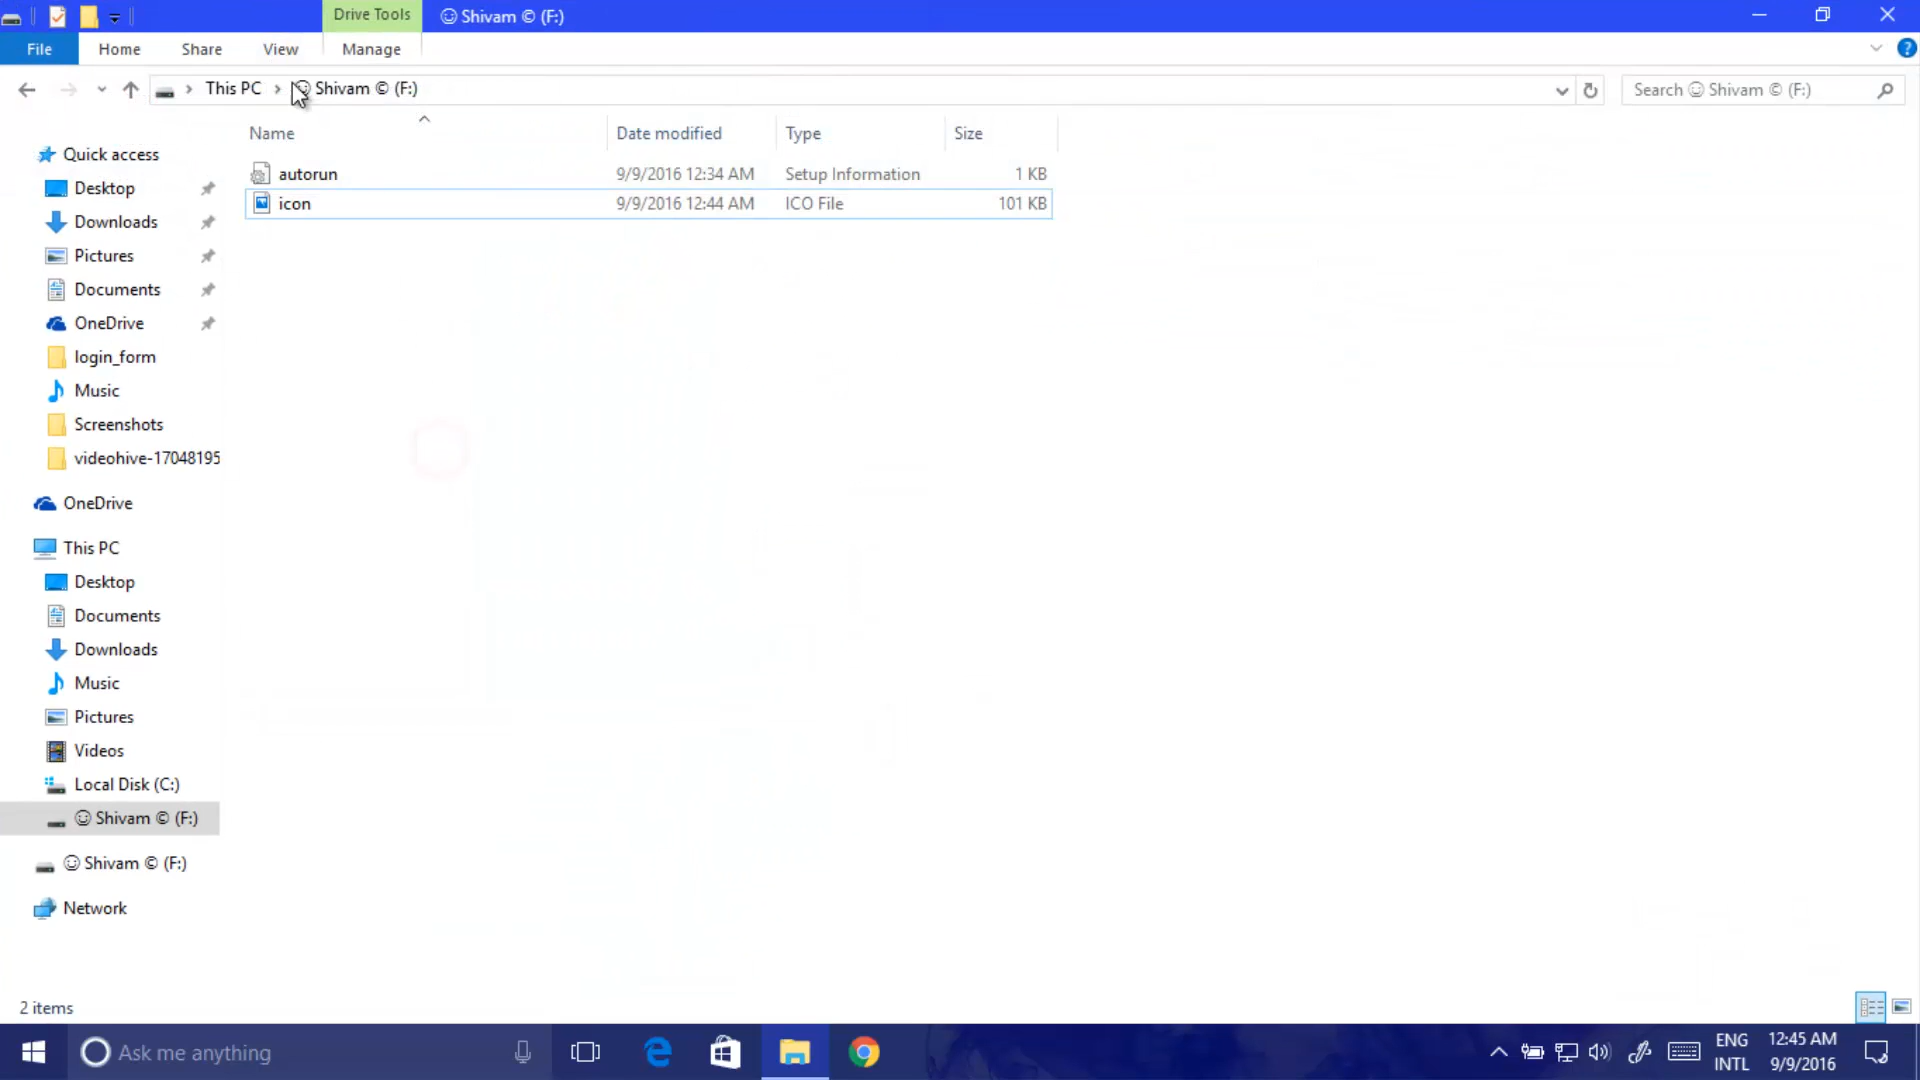 Drive Tools
☺ Shivam © (F:)
File Home Share View Manage
This PC ☺ Shivam © (F:)
Search ☺ Shivam © (F:)
Name Date modified Type Size
autorun 9/9/2016 12:34 AM Setup Information 1 KB
icon 9/9/2016 12:44 AM ICO File 101 KB
Quick access
Desktop
Downloads
Pictures
Documents
OneDrive
login_form
Music
Screenshots
videohive-17048195
OneDrive
This PC
Desktop
Documents
Downloads
Music
Pictures
Videos
Local Disk (C:)
☺ Shivam © (F:)
☺ Shivam © (F:)
Network
2 items
Ask me anything
ENG
INTL
12:45 AM
9/9/2016